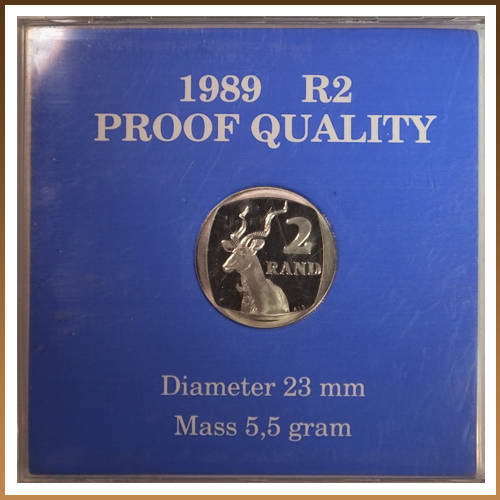 1989 R2
PROOF QUALITY
2
RAND
Diameter 23 mm
Mass 5,5 gram